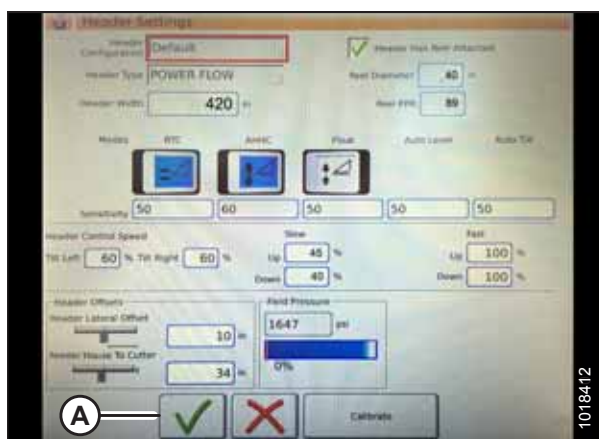 Header Settings
Header Configuration Default
Header Has Reel Attached
Header Type POWER FLOW
Reel Diameter 40 in
Header Width 420 in
Reel PPR 89
Modes RTC AHHC Float Auto Level Auto Tilt
Sensitivity 50 60 50 50 50
Header Control Speed
Slow
Fast
Tilt Left 60 % Tilt Right 60 %
Up 45 %
Up 100 %
Down 40 %
Down 100 %
Header Offsets
Header Lateral Offset
10 in
Feeder House To Cutter
34 in
Field Pressure
1647 psi
0%
A
Calibrate
1018412